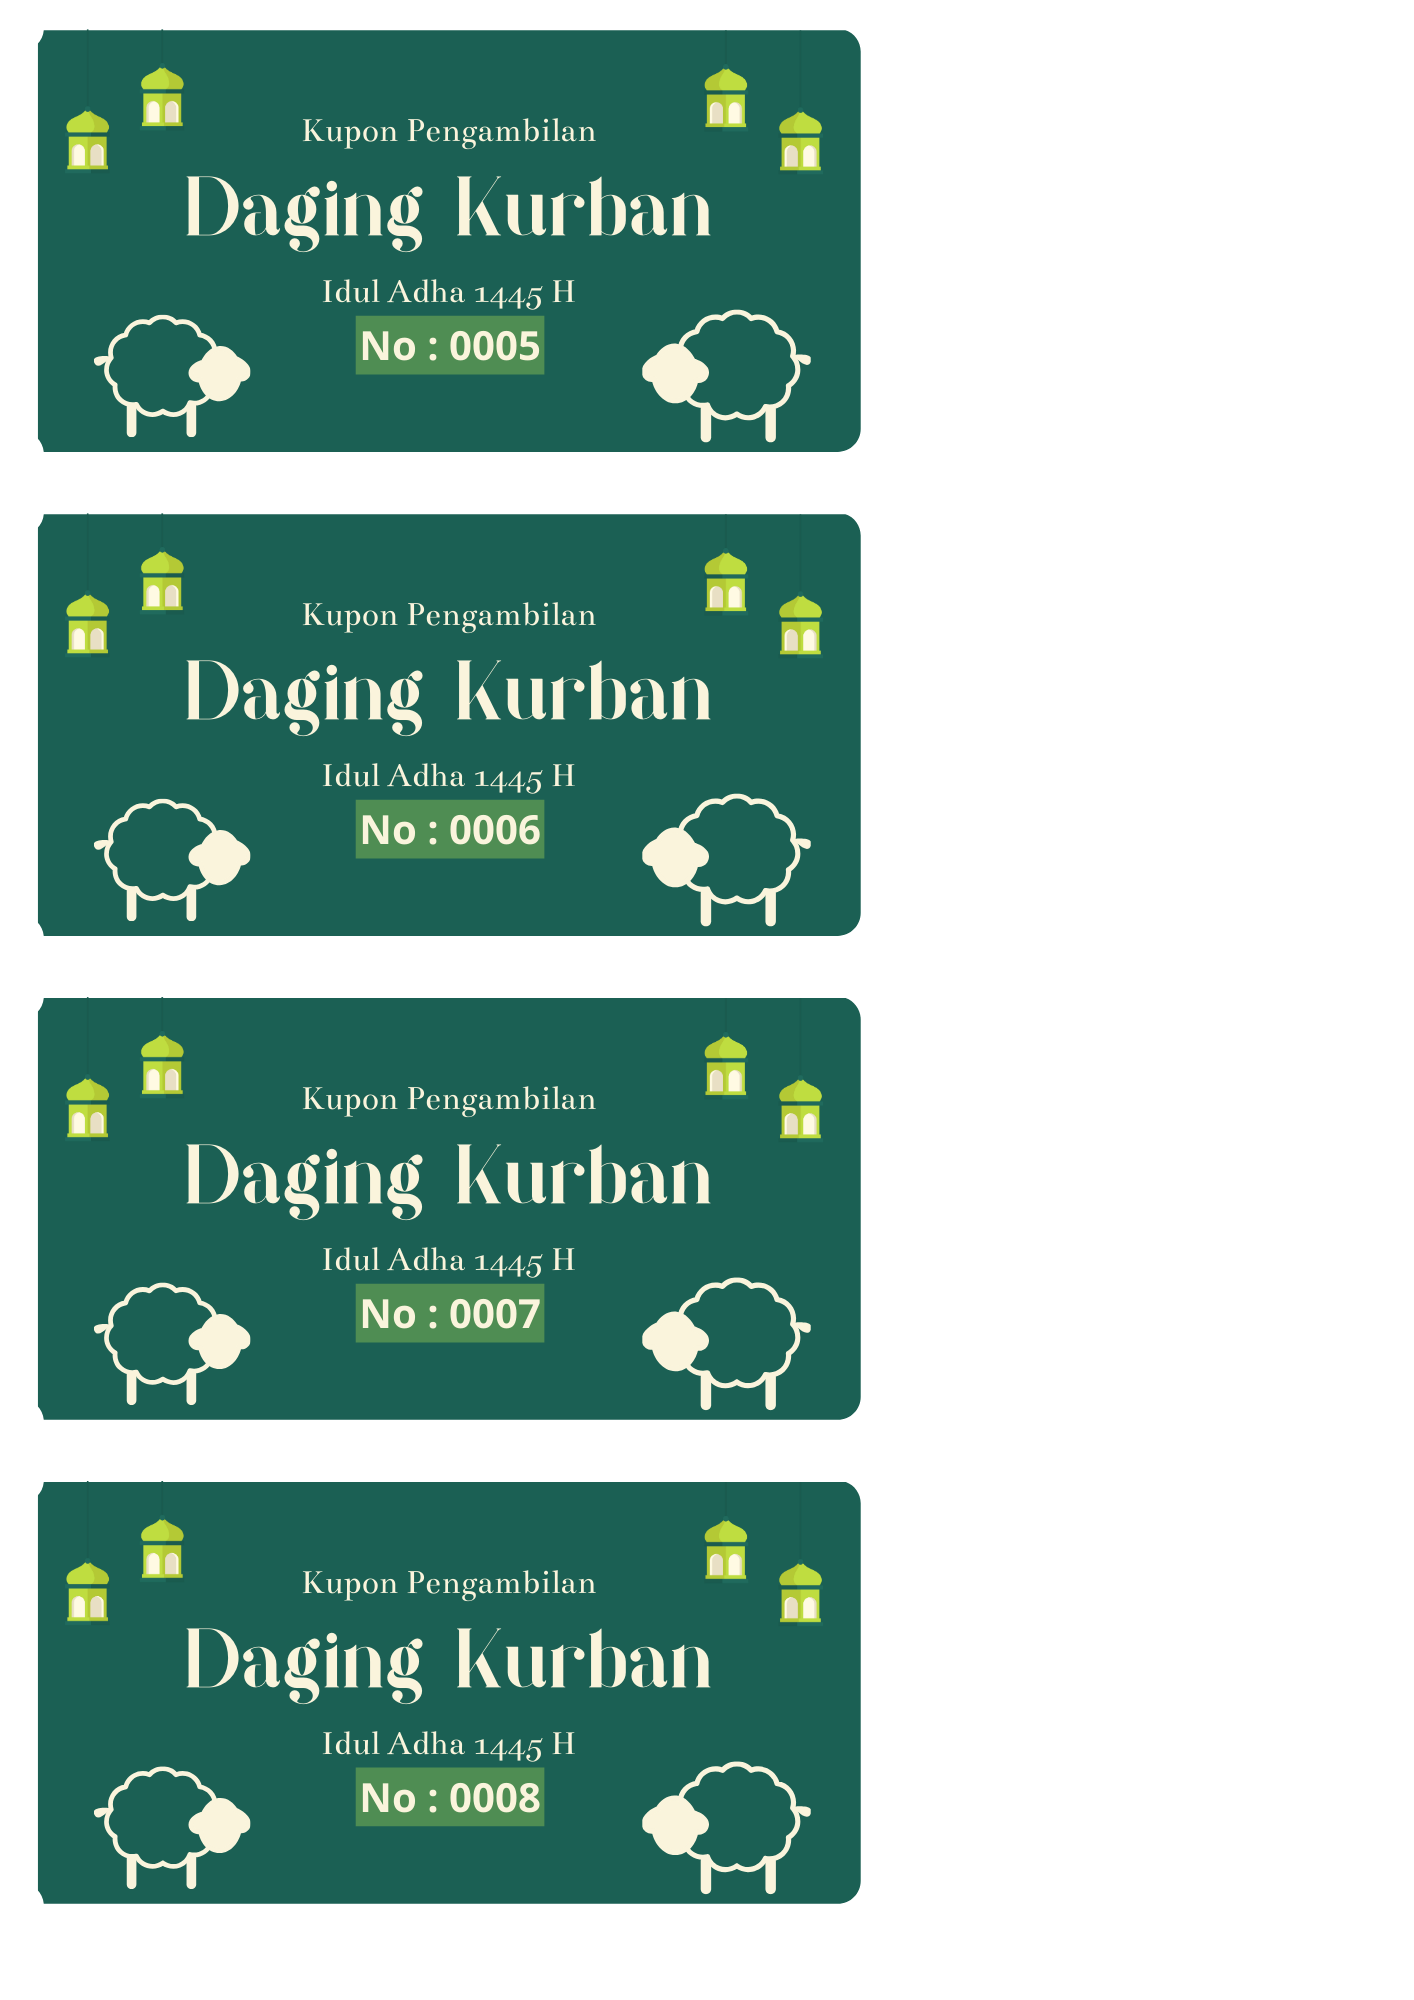 Kupon Pengambilan
Daging Kurban
Idul Adha 1445 H
No : 0005
Kupon Pengambilan
Daging Kurban
Idul Adha 1445 H
No : 0006
Kupon Pengambilan
Daging Kurban
Idul Adha 1445 H
No : 0007
Kupon Pengambilan
Daging Kurban
Idul Adha 1445 H
No : 0008